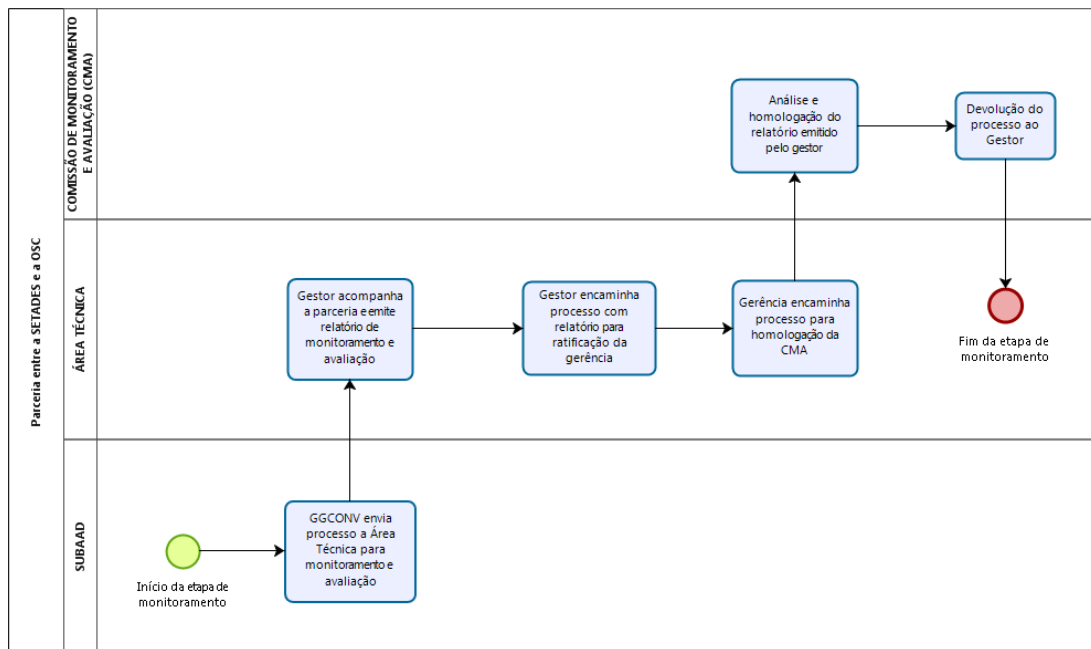 Parceria entre a SETADES e a OSC
COMISSÃO DE MONITORAMENTO
E AVALIAÇÃO (CMA)
Análise e
homologação do
relatório emitido
pelo gestor
Devolução do
processo ao
Gestor
ÁREA TÉCNICA
Gestor acompanha
a parceria e emite
relatório de
monitoramento e
avaliação
Gestor encaminha
processo com
relatório para
ratificação da
gerência
Gerência encaminha
processo para
homologação da
CMA
Fim da etapa de
monitoramento
SUBAAD
Início da etapa de
monitoramento
GGCONV envia
processo a Área
Técnica para
monitoramento e
avaliação